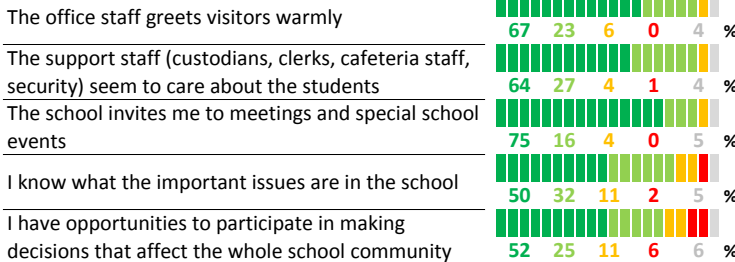 The office staff greets visitors warmly
67 23 6 0 4 %
The support staff (custodians, clerks, cafeteria staff,
security) seem to care about the students
64 27 4 1 4 %
The school invites me to meetings and special school
events
75 16 4 0 5 %
I know what the important issues are in the school
50 32 11 2 5 %
I have opportunities to participate in making
decisions that affect the whole school community
52 25 11 6 6 %